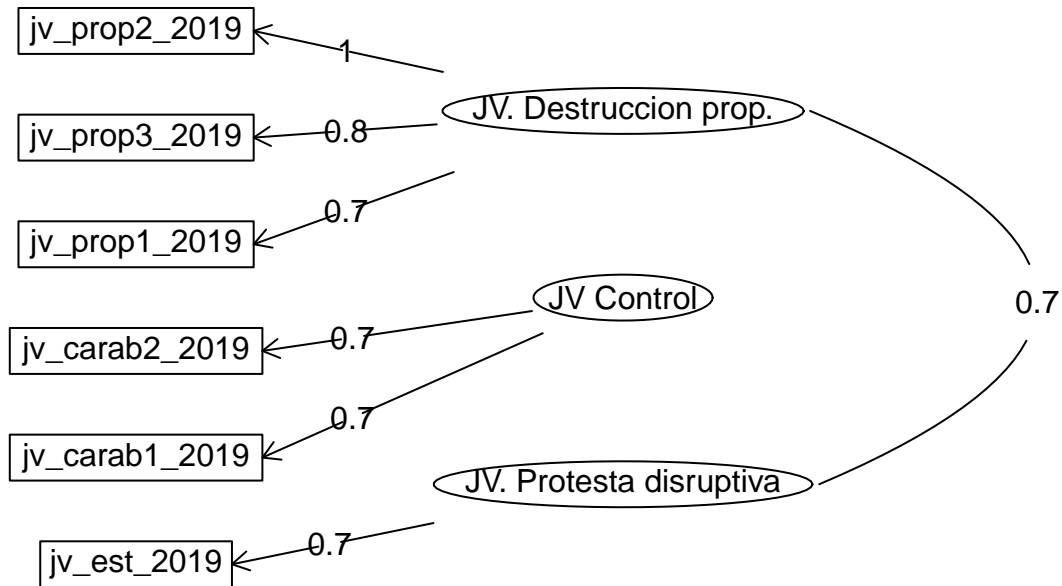 jv_prop2_2019
1
JV. Destruccion prop.
jv_prop3_2019
0.8
jv_prop1_2019
0.7
JV Control
0.7
jv_carab2_2019
0.7
jv_carab1_2019
0.7
JV. Protesta disruptiva
jv_est_2019
0.7